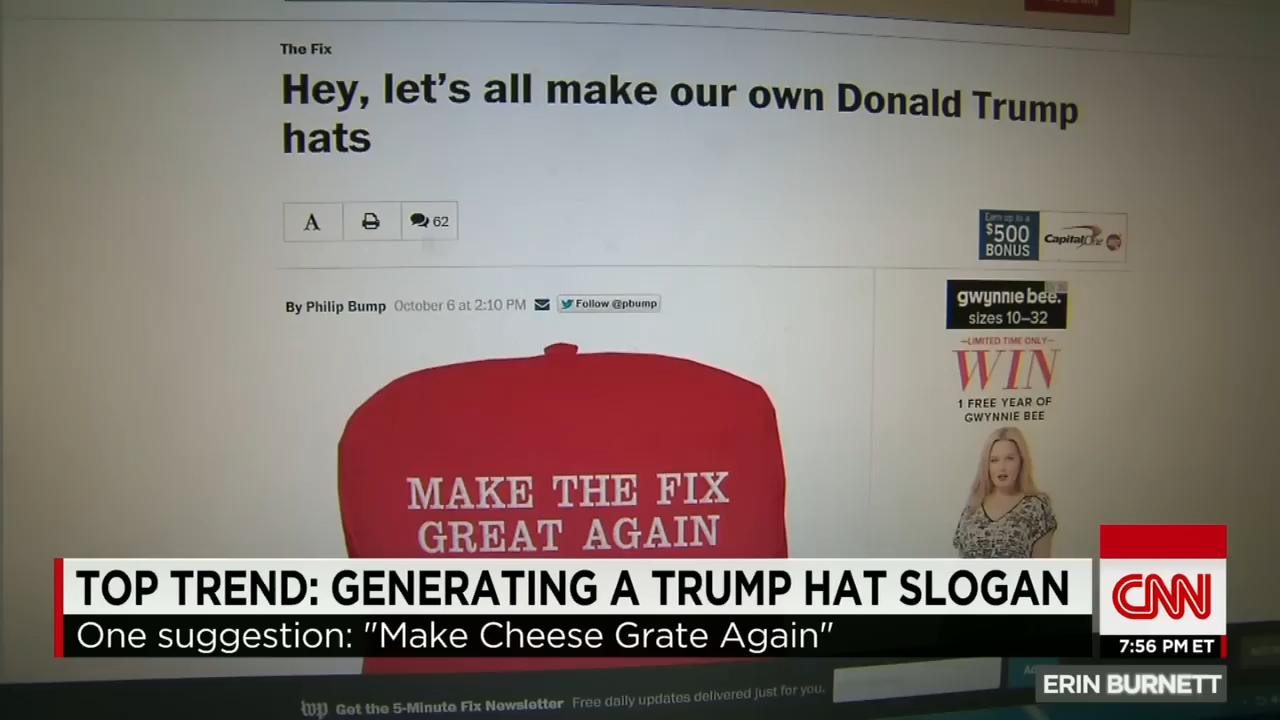 The Fix
Hey, let's all make our own Donald Trump
hats
A
62
Earn up to a
$500
BONUS
CapitalOne
By Philip Bump October 6 at 2:10 PM
Follow @pbump
gwynnie bee.
sizes 10–32
—LIMITED TIME ONLY—
WIN
1 FREE YEAR OF
GWYNNIE BEE
MAKE THE FIX
GREAT AGAIN
TOP TREND: GENERATING A TRUMP HAT SLOGAN
One suggestion: "Make Cheese Grate Again"
CNN
7:56 PM ET
ERIN BURNETT
wp Get the 5-Minute Fix Newsletter Free daily updates delivered just for you.